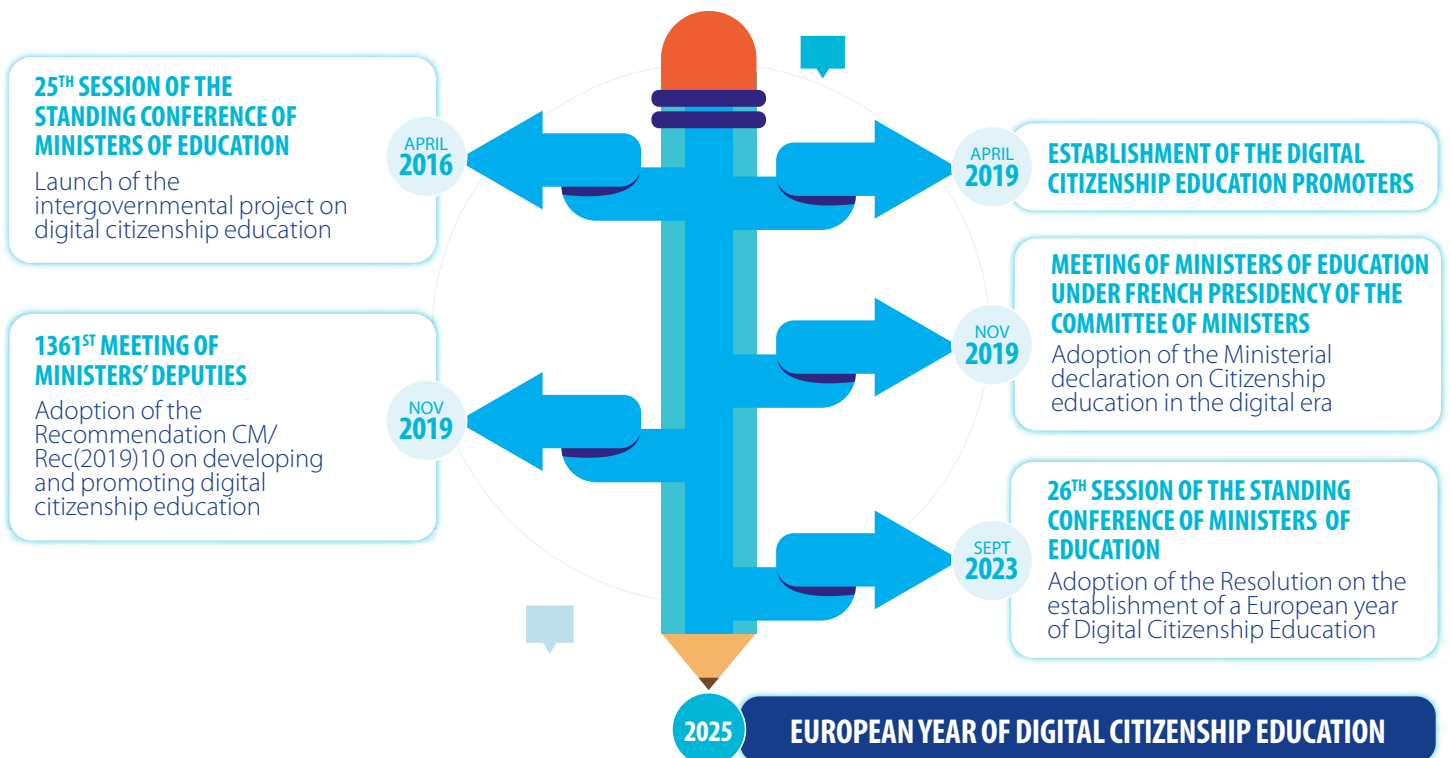 APRIL
2016
25TH SESSION OF THE
STANDING CONFERENCE OF
MINISTERS OF EDUCATION
Launch of the
intergovernmental project on
digital citizenship education
APRIL
2019
ESTABLISHMENT OF THE DIGITAL
CITIZENSHIP EDUCATION PROMOTERS
NOV
2019
MEETING OF MINISTERS OF EDUCATION
UNDER FRENCH PRESIDENCY OF THE
COMMITTEE OF MINISTERS
Adoption of the Ministerial
declaration on Citizenship
education in the digital era
NOV
2019
1361ST MEETING OF
MINISTERS’ DEPUTIES
Adoption of the
Recommendation CM/
Rec(2019)10 on developing
and promoting digital
citizenship education
SEPT
2023
26TH SESSION OF THE STANDING
CONFERENCE OF MINISTERS OF
EDUCATION
Adoption of the Resolution on the
establishment of a European year
of Digital Citizenship Education
2025
EUROPEAN YEAR OF DIGITAL CITIZENSHIP EDUCATION